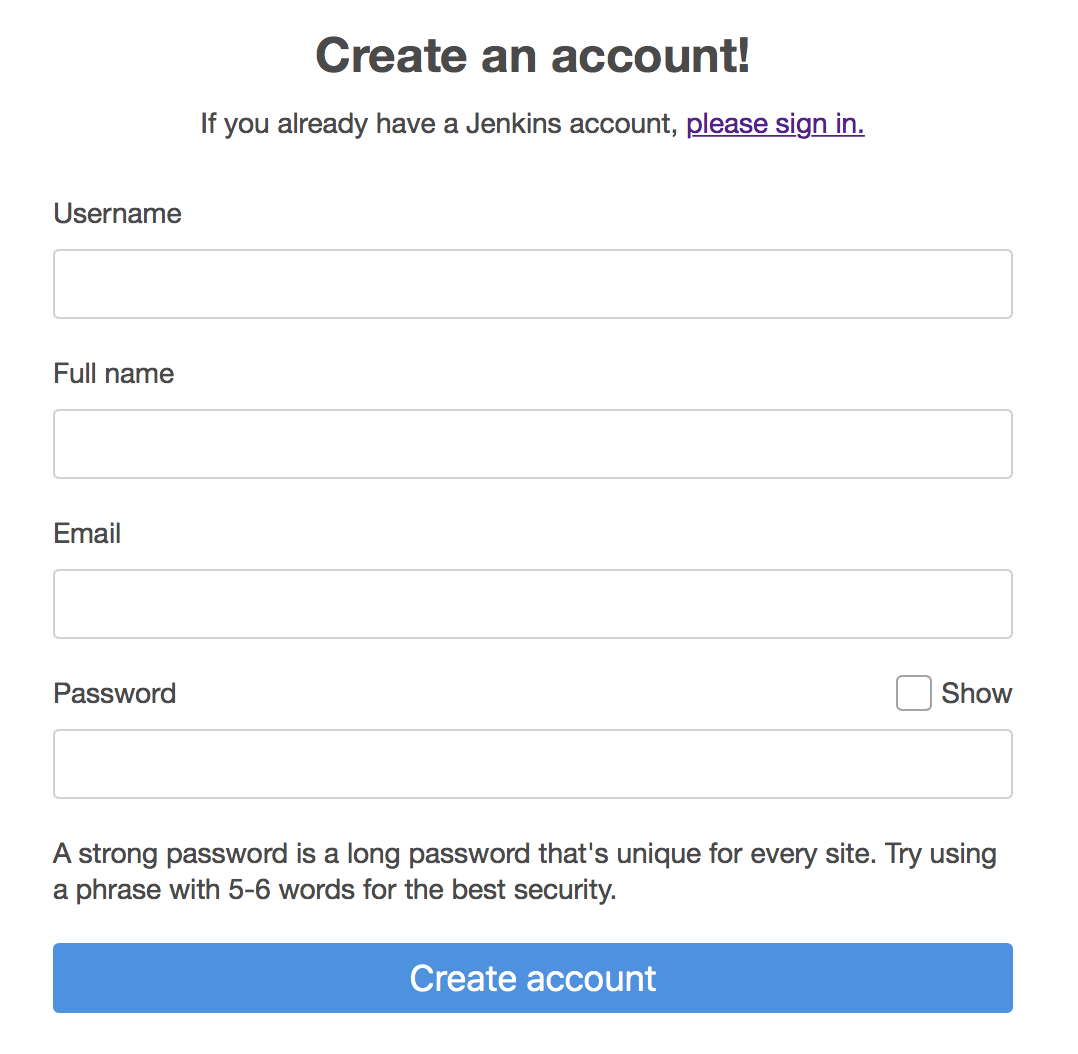 Create an account!
If you already have a Jenkins account, please sign in.
Username
Full name
Email
Password
Show
A strong password is a long password that's unique for every site. Try using
a phrase with 5-6 words for the best security.
Create account